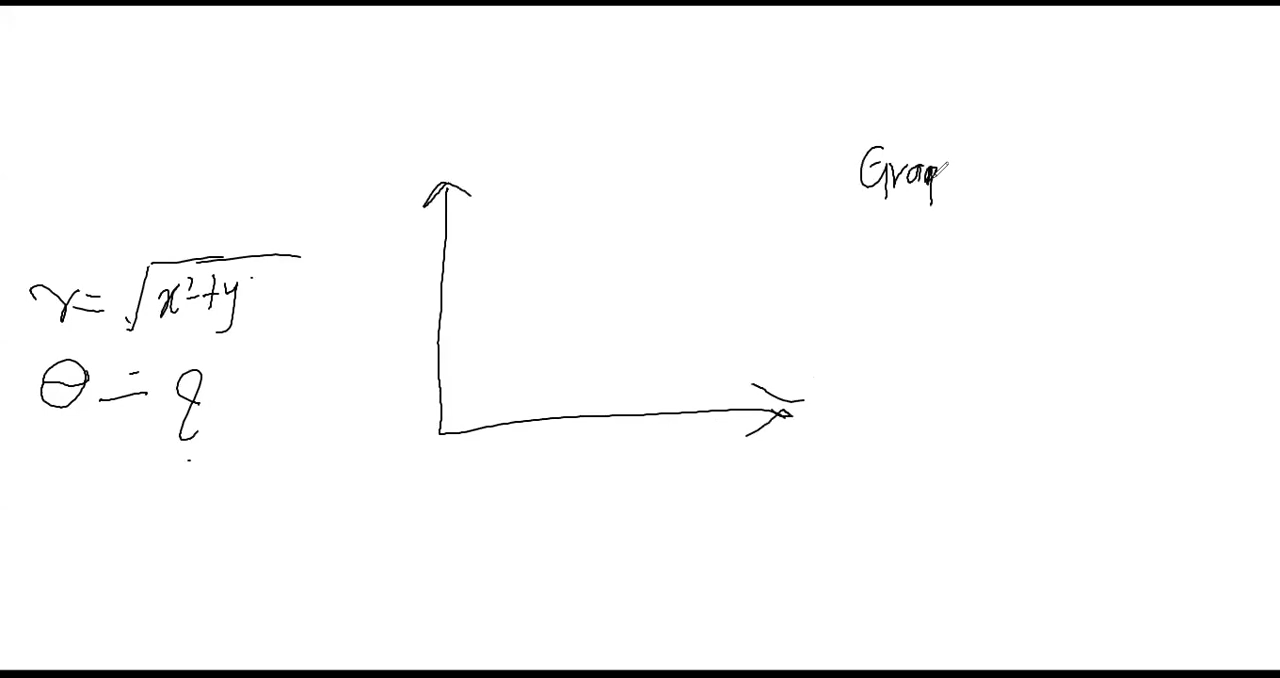 r = √x²+y
θ = ?
Grap